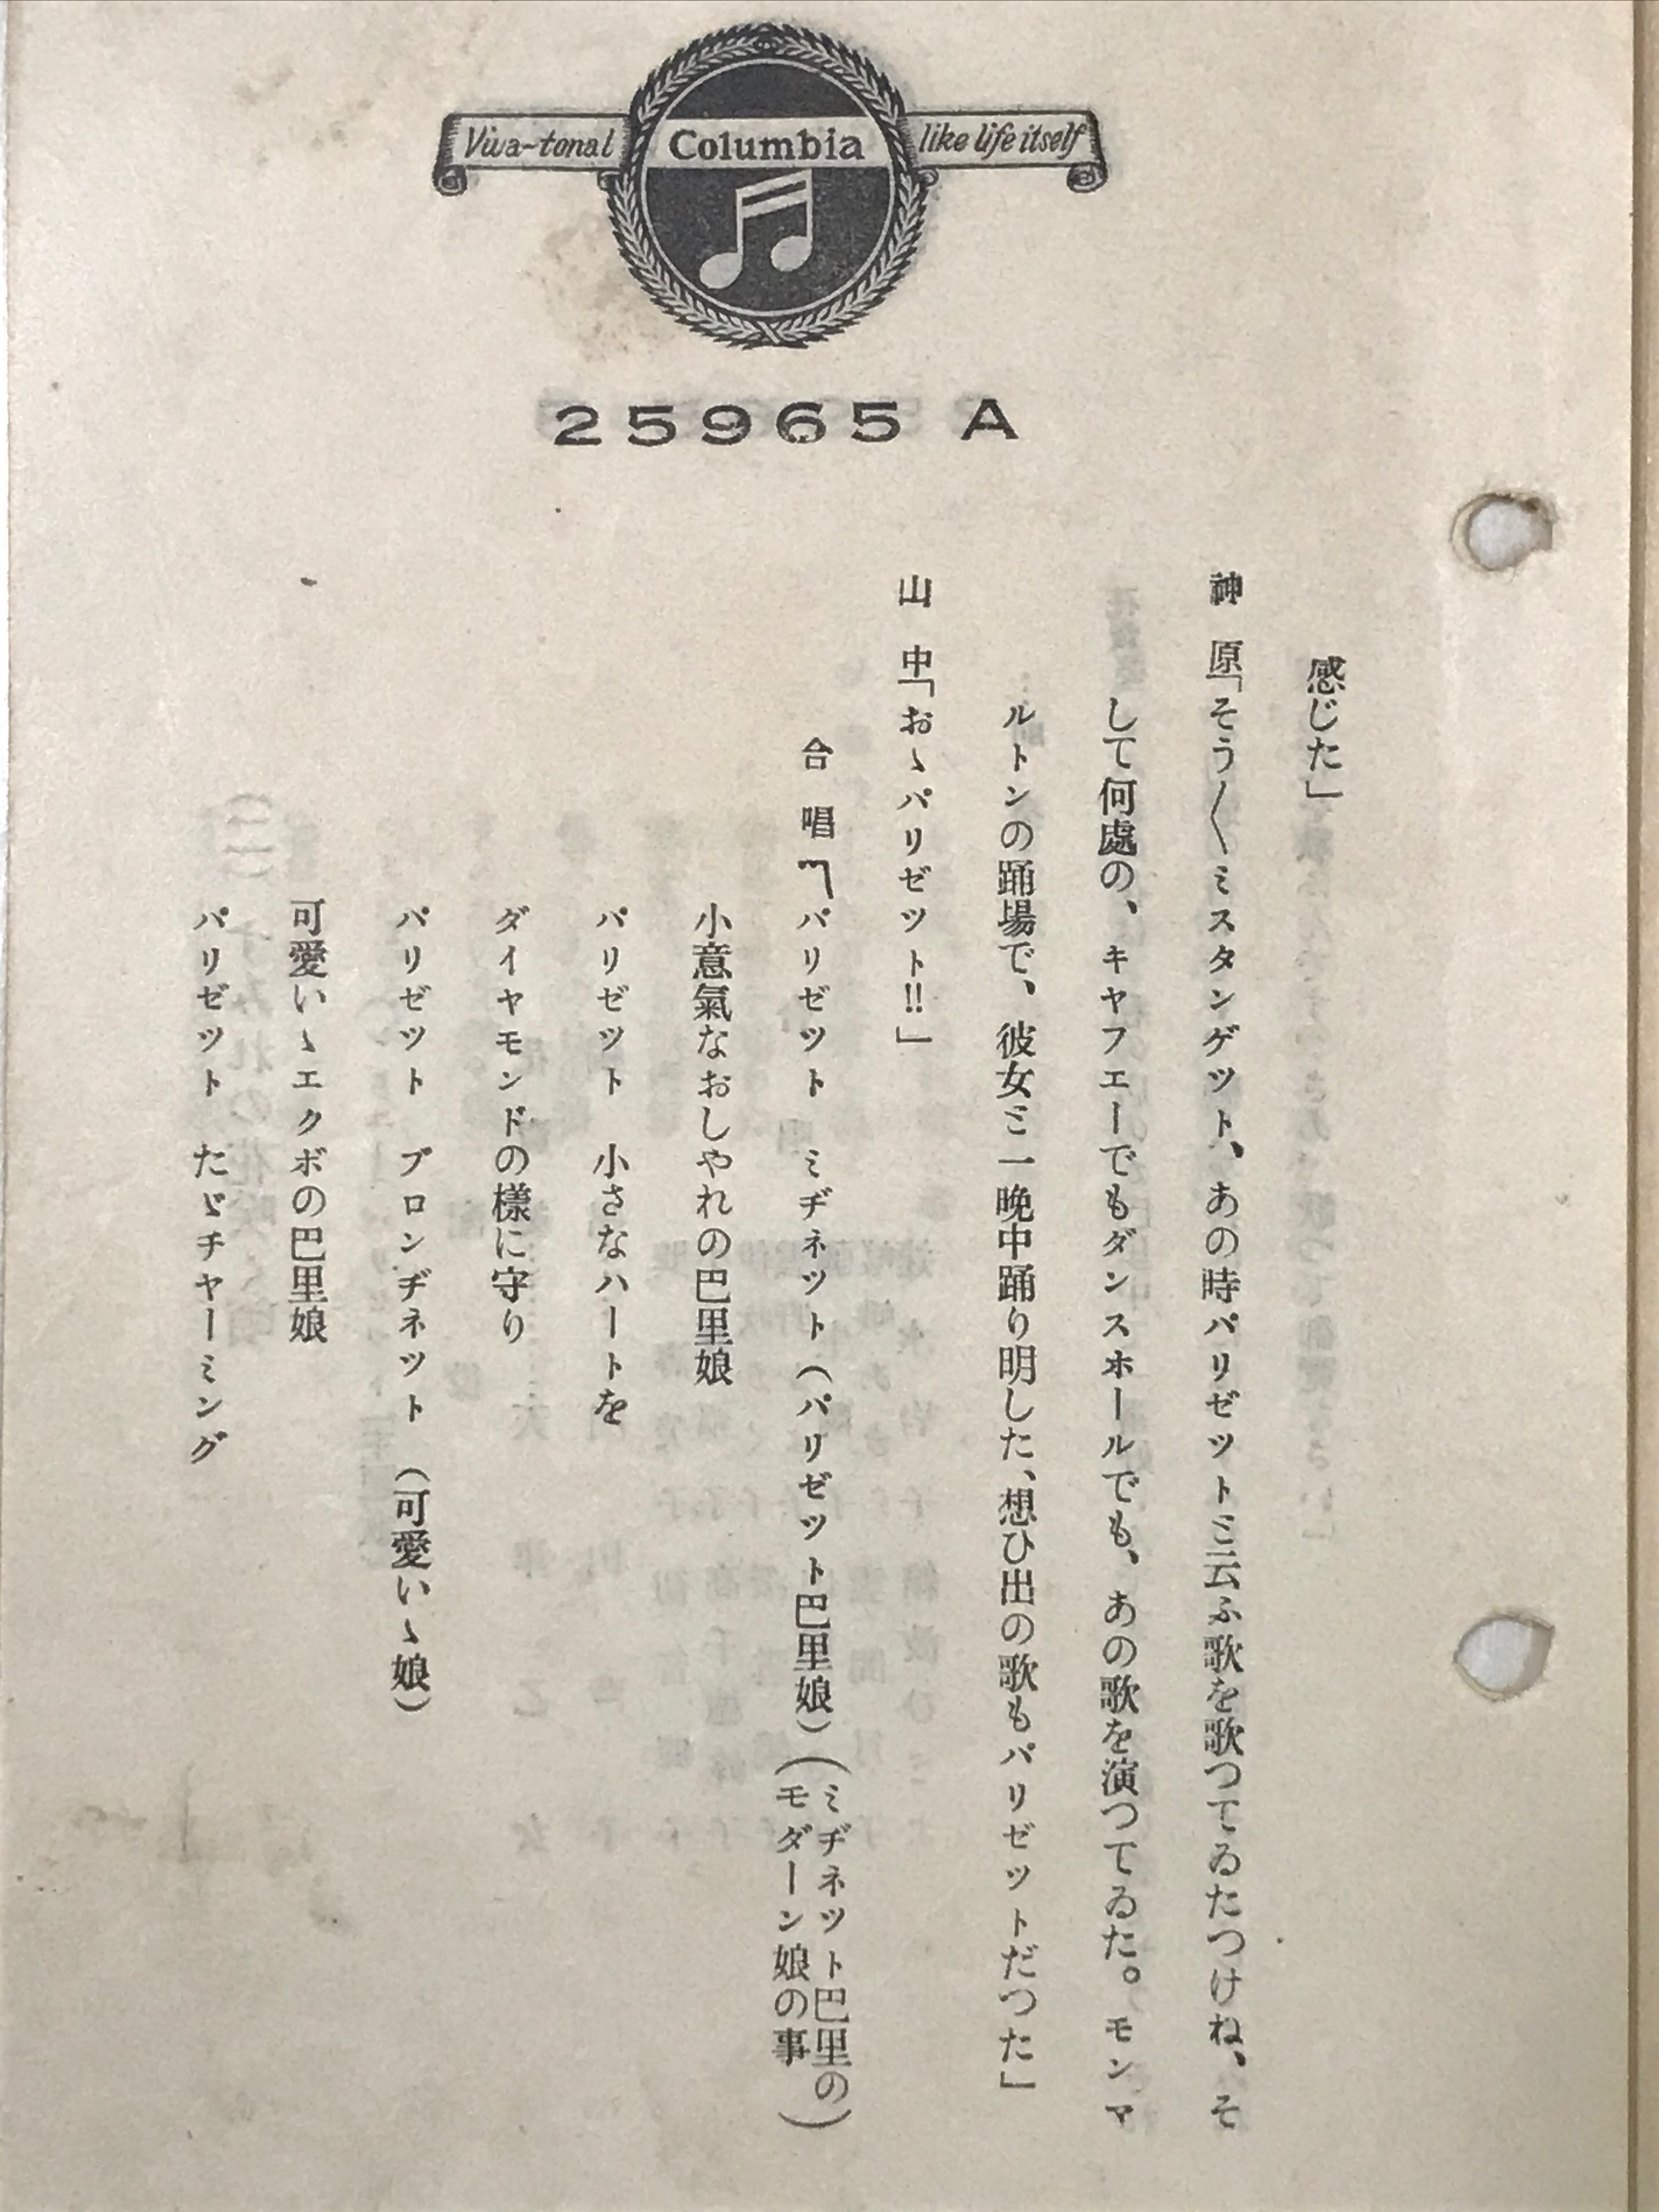 Viva-tonal Columbia like life itself
25965 A
感じた」
神原「そう〳〵ミスタンゲツト、あの時パリゼツトミ云ふ歌を歌つてゐたつけね、そ
して何處の、キヤフエーでもダンスホールでも、あの歌を演つてゐた。モンマ
ルトンの踊場で、彼女ミ一晩中踊り明した、想ひ出の歌もパリゼットだつた」
山中「おゝパリゼツト!!」
合唱〽パリゼツト ミヂネツト(パリゼツト巴里娘)(ミヂネツト巴里の
モダーン娘の事)
小意氣なおしやれの巴里娘
パリゼツト 小さなハートを
ダイヤモンドの樣に守り
パリゼット ブロンヂネツト (可愛いゝ娘)
可愛いゝエクボの巴里娘
パリゼツト たゞチヤーミング